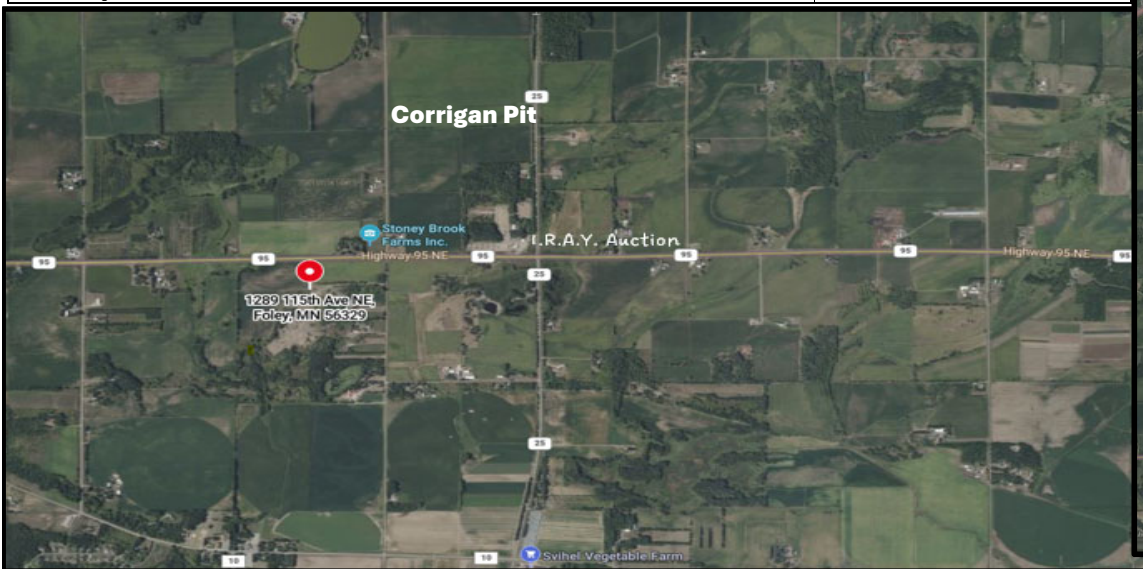 25
Corrigan Pit
Stoney Brook
Farms Inc.
I.R.A.Y. Auction
95
95
Highway 95 NE
95
95
95
Highway 95 NE
95
25
1289 115th Ave NE,
Foley, MN 56329
25
10
10
Svihel Vegetable Farm